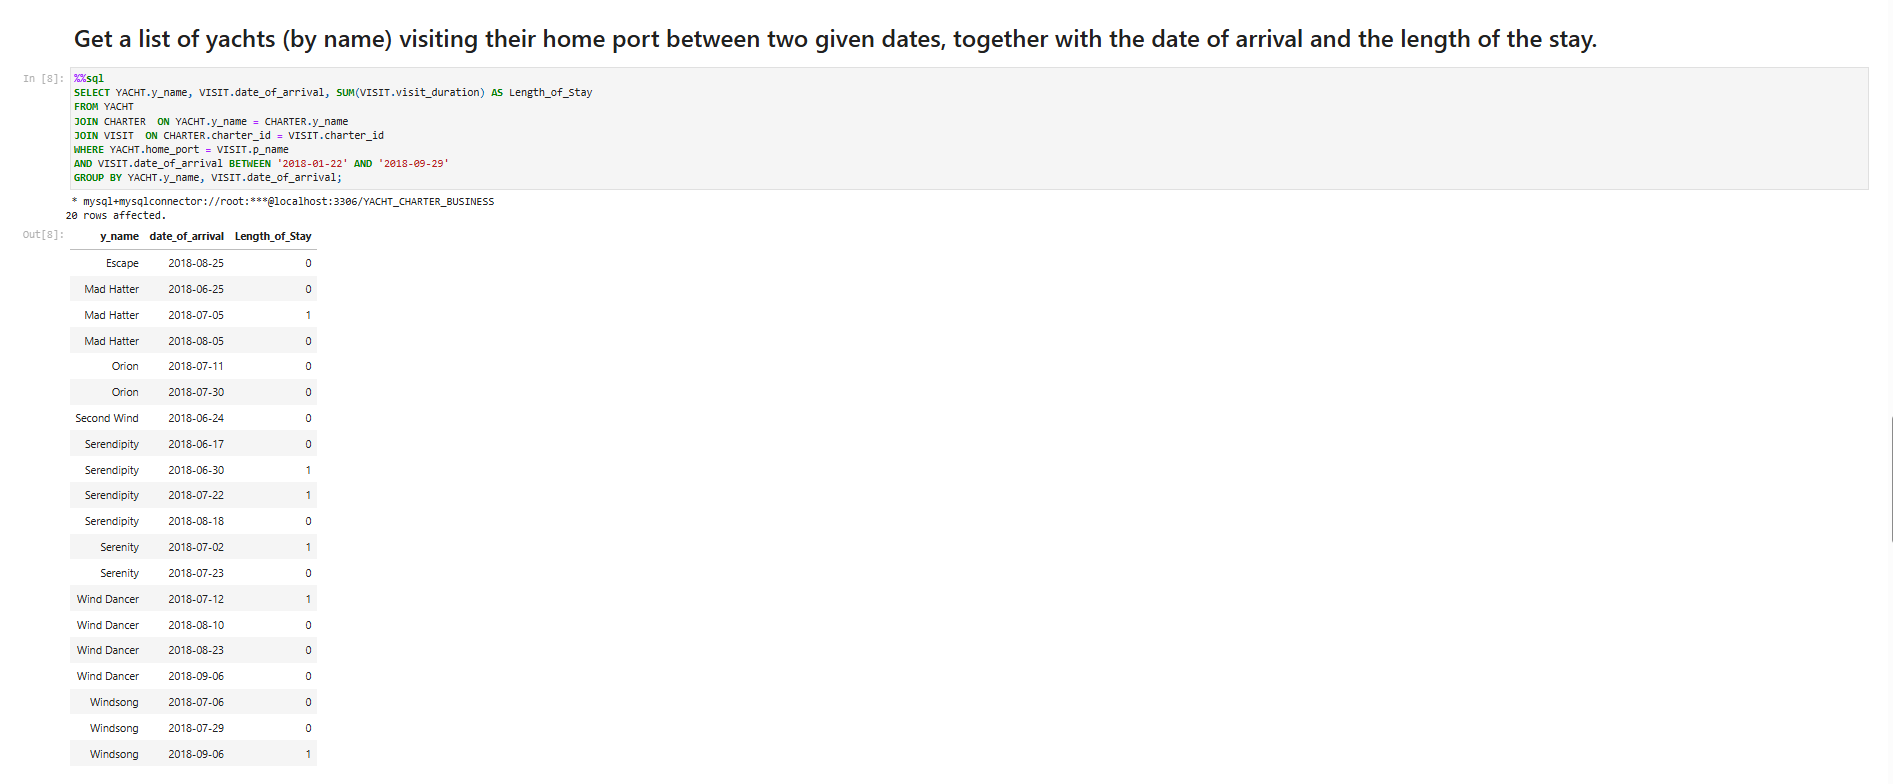 Get a list of yachts (by name) visiting their home port between two given dates, together with the date of arrival and the length of the stay.
In [8]: %%sql
SELECT YACHT.y_name, VISIT.date_of_arrival, SUM(VISIT.visit_duration) AS Length_of_Stay
FROM YACHT
JOIN CHARTER  ON YACHT.y_name = CHARTER.y_name
JOIN VISIT  ON CHARTER.charter_id = VISIT.charter_id
WHERE YACHT.home_port = VISIT.p_name
AND VISIT.date_of_arrival BETWEEN '2018-01-22' AND '2018-09-29'
GROUP BY YACHT.y_name, VISIT.date_of_arrival;
* mysql+mysqlconnector://root:***@localhost:3306/YACHT_CHARTER_BUSINESS
20 rows affected.
Out[8]: y_name date_of_arrival Length_of_Stay
Escape 2018-08-25 0
Mad Hatter 2018-06-25 0
Mad Hatter 2018-07-05 1
Mad Hatter 2018-08-05 0
Orion 2018-07-11 0
Orion 2018-07-30 0
Second Wind 2018-06-24 0
Serendipity 2018-06-17 0
Serendipity 2018-06-30 1
Serendipity 2018-07-22 1
Serendipity 2018-08-18 0
Serenity 2018-07-02 1
Serenity 2018-07-23 0
Wind Dancer 2018-07-12 1
Wind Dancer 2018-08-10 0
Wind Dancer 2018-08-23 0
Wind Dancer 2018-09-06 0
Windsong 2018-07-06 0
Windsong 2018-07-29 0
Windsong 2018-09-06 1